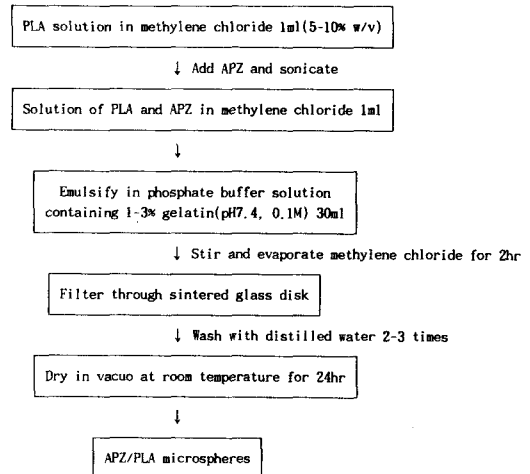 PLA solution in methylene chloride 1ml(5-10% w/v)
↓ Add APZ and sonicate
Solution of PLA and APZ in methylene chloride 1ml
↓
Emulsify in phosphate buffer solution
containing 1-3% gelatin(pH7.4, 0.1M) 30ml
↓ Stir and evaporate methylene chloride for 2hr
Filter through sintered glass disk
↓ Wash with distilled water 2-3 times
Dry in vacuo at room temperature for 24hr
↓
APZ/PLA microspheres